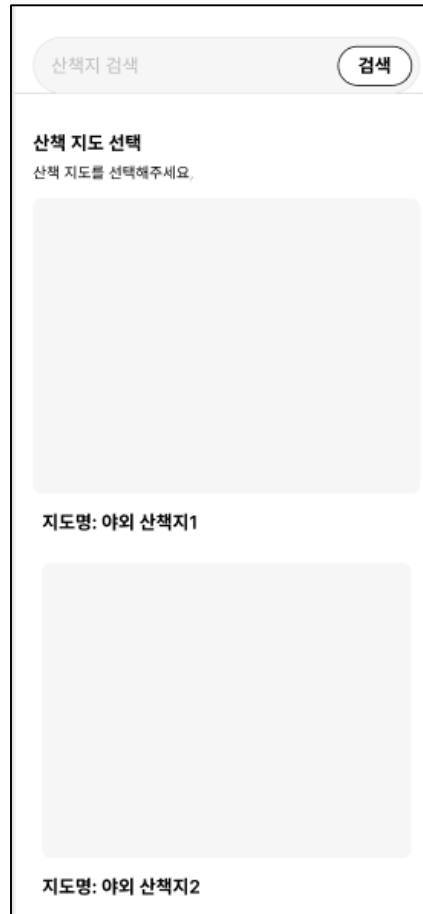 산책지 검색
검색
산책 지도 선택
산책 지도를 선택해주세요.
지도명: 야외 산책지1
지도명: 야외 산책지2